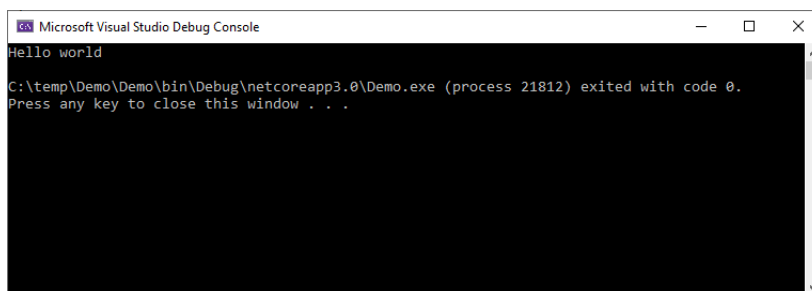 Microsoft Visual Studio Debug Console
Hello world
C:\temp\Demo\Demo\bin\Debug\netcoreapp3.0\Demo.exe (process 21812) exited with code 0.
Press any key to close this window . . .